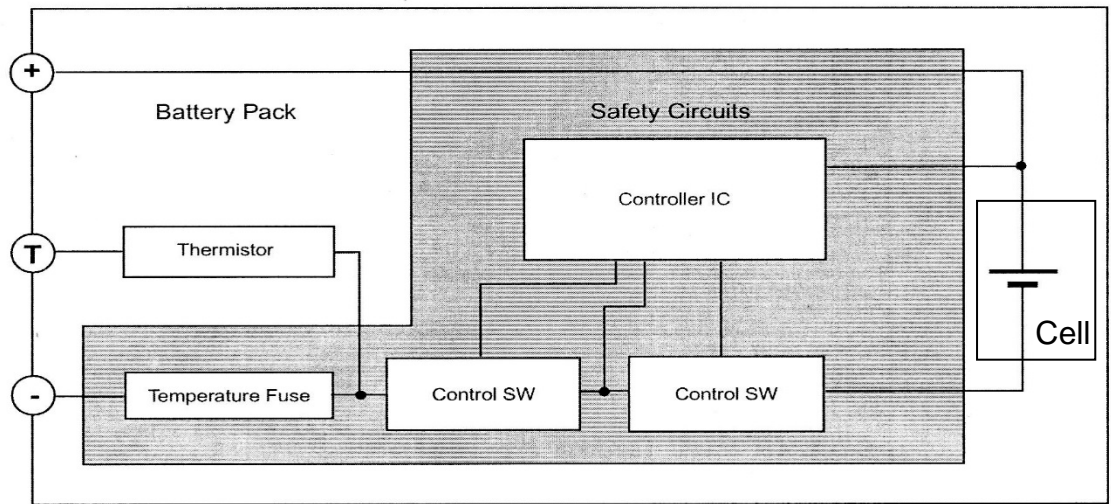 +
Battery Pack
Safety Circuits
Controller IC
T
Thermistor
Cell
-
Temperature Fuse
Control SW
Control SW